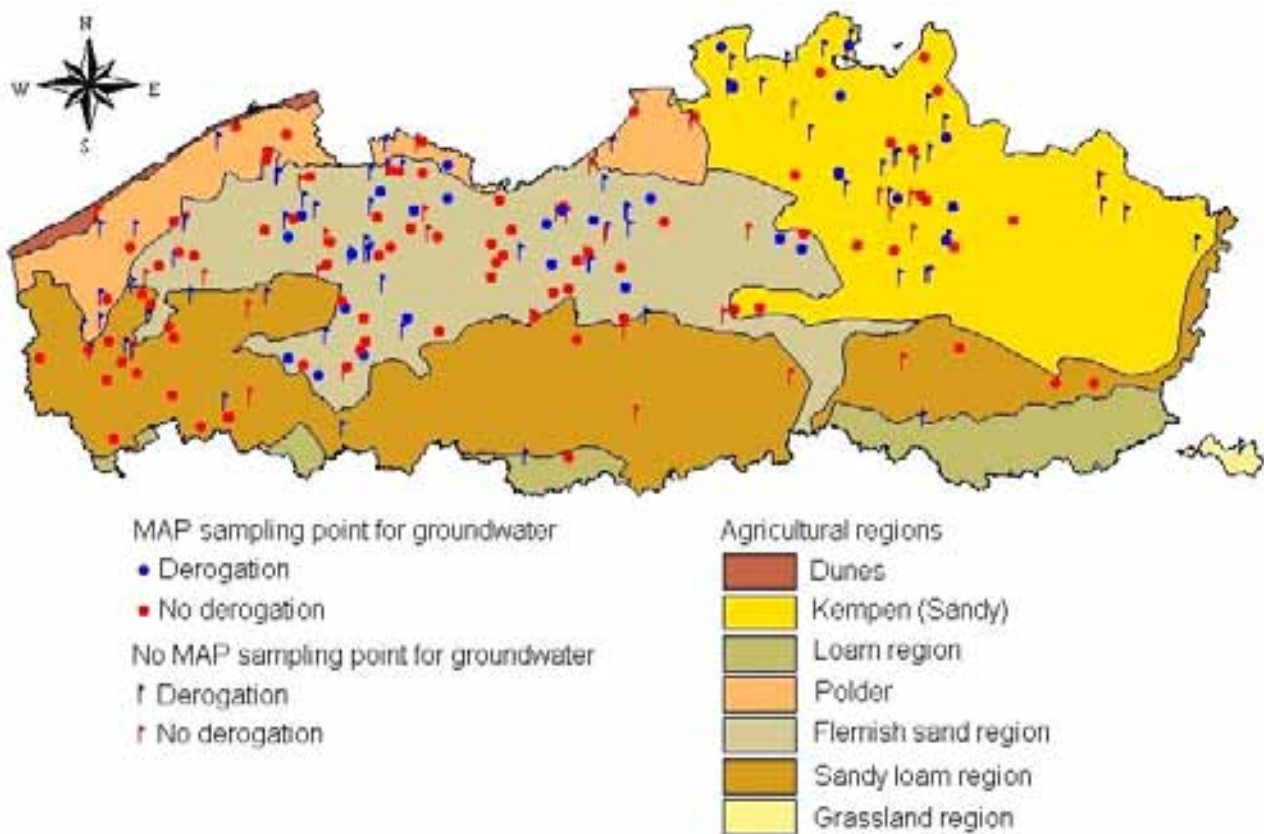 N
W E
S
MAP sampling point for groundwater
Derogation
No derogation
No MAP sampling point for groundwater
Derogation
No derogation
Agricultural regions
Dunes
Kempen (Sandy)
Loam region
Polder
Flemish sand region
Sandy loam region
Grassland region